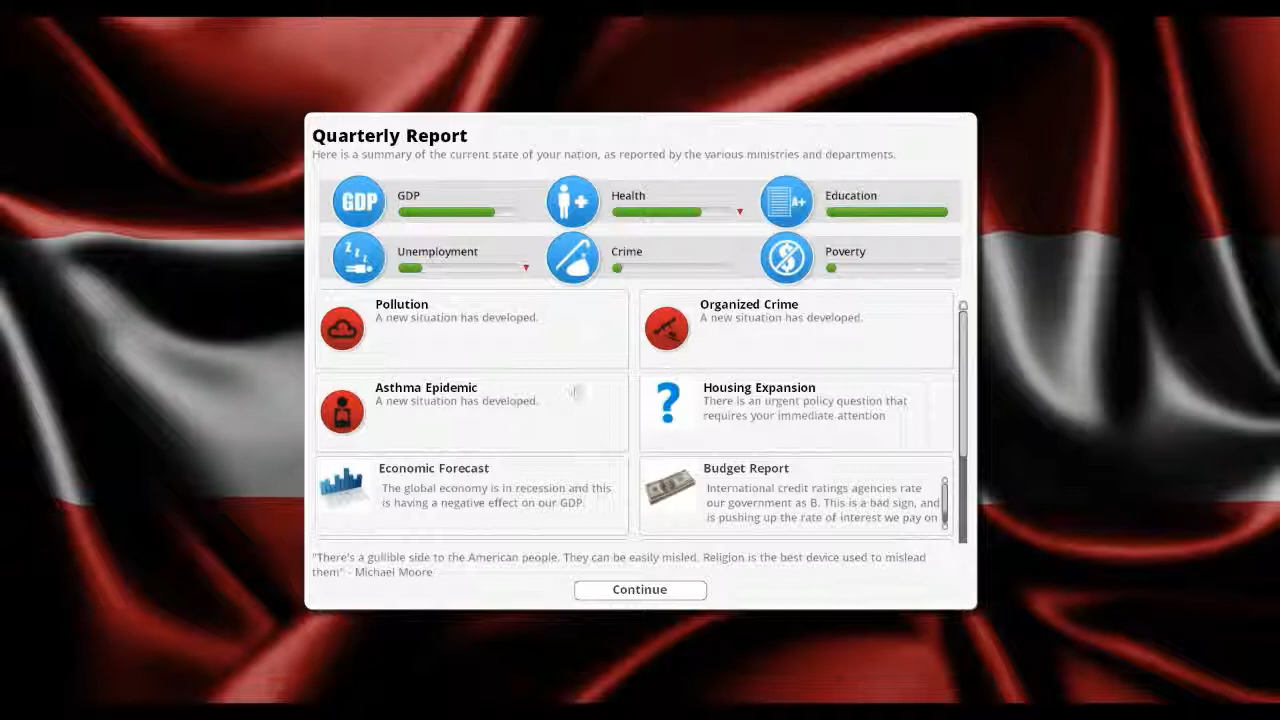 Quarterly Report
Here is a summary of the current state of your nation, as reported by the various ministries and departments.
GDP GDP
Health
A+ Education
Z Z Z Unemployment
Crime
Poverty
Pollution
A new situation has developed.
Organized Crime
A new situation has developed.
Asthma Epidemic
A new situation has developed.
Housing Expansion
There is an urgent policy question that
requires your immediate attention
Economic Forecast
The global economy is in recession and this
is having a negative effect on our GDP.
Budget Report
International credit ratings agencies rate
our government as B. This is a bad sign, and
is pushing up the rate of interest we pay on
"There's a gullible side to the American people. They can be easily misled. Religion is the best device used to mislead
them" - Michael Moore
Continue